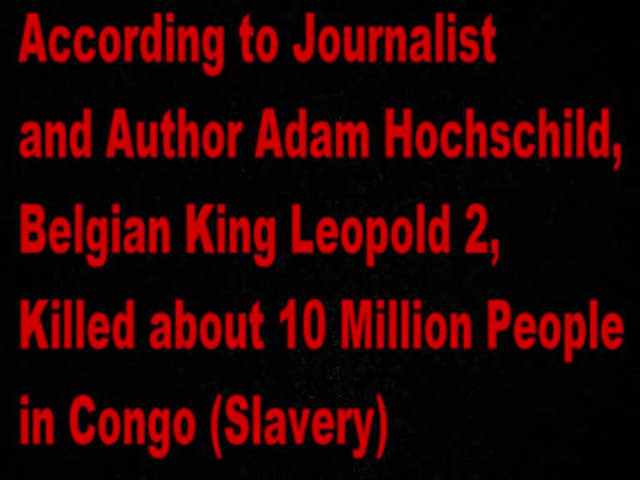 According to Journalist
and Author Adam Hochschild,
Belgian King Leopold 2,
Killed about 10 Million People
in Congo (Slavery)